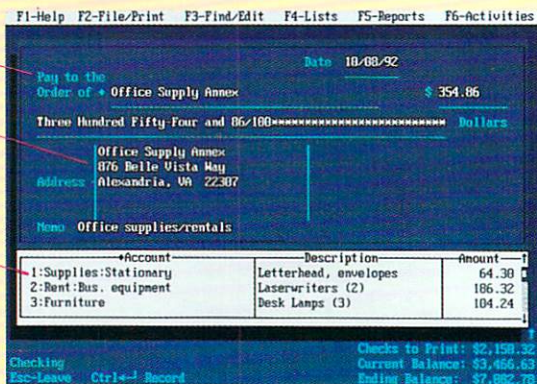 F1-Help F2-File/Print F3-Find/Edit F4-Lists F5-Reports F6-Activities
Date 10/08/92
Pay to the
Order of ♦ Office Supply Annex $ 354.86
Three Hundred Fifty-Four and 86/100************************** Dollars
Office Supply Annex
876 Belle Vista Way
Address Alexandria, VA 22307
Memo Office supplies/rentals
♦Account Description Amount
1:Supplies:Stationary Letterhead, envelopes 64.30
2:Rent:Bus. equipment Laserwriters (2) 186.32
3:Furniture Desk Lamps (3) 104.24
Checks to Print: $2,158.32
Checking Current Balance: $3,466.63
Esc-Leave Ctrl↵ Record Ending Balance: $2,882.78